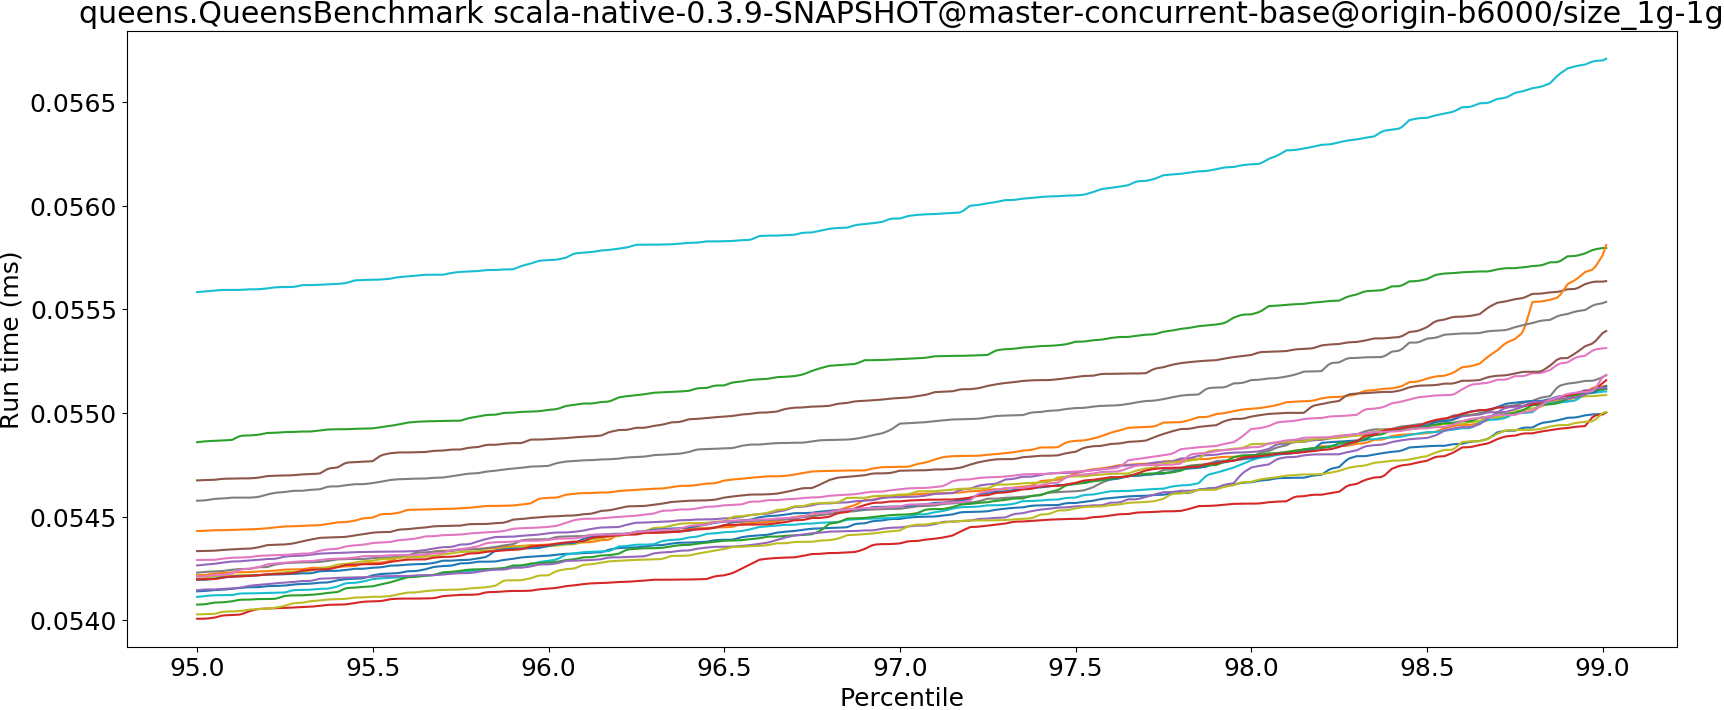 queens.QueensBenchmark scala-native-0.3.9-SNAPSHOT@master-concurrent-base@origin-b6000/size_1g-1g
Run time (ms)
0.0565
0.0560
0.0555
0.0550
0.0545
0.0540
95.0 95.5 96.0 96.5 97.0 97.5 98.0 98.5 99.0
Percentile